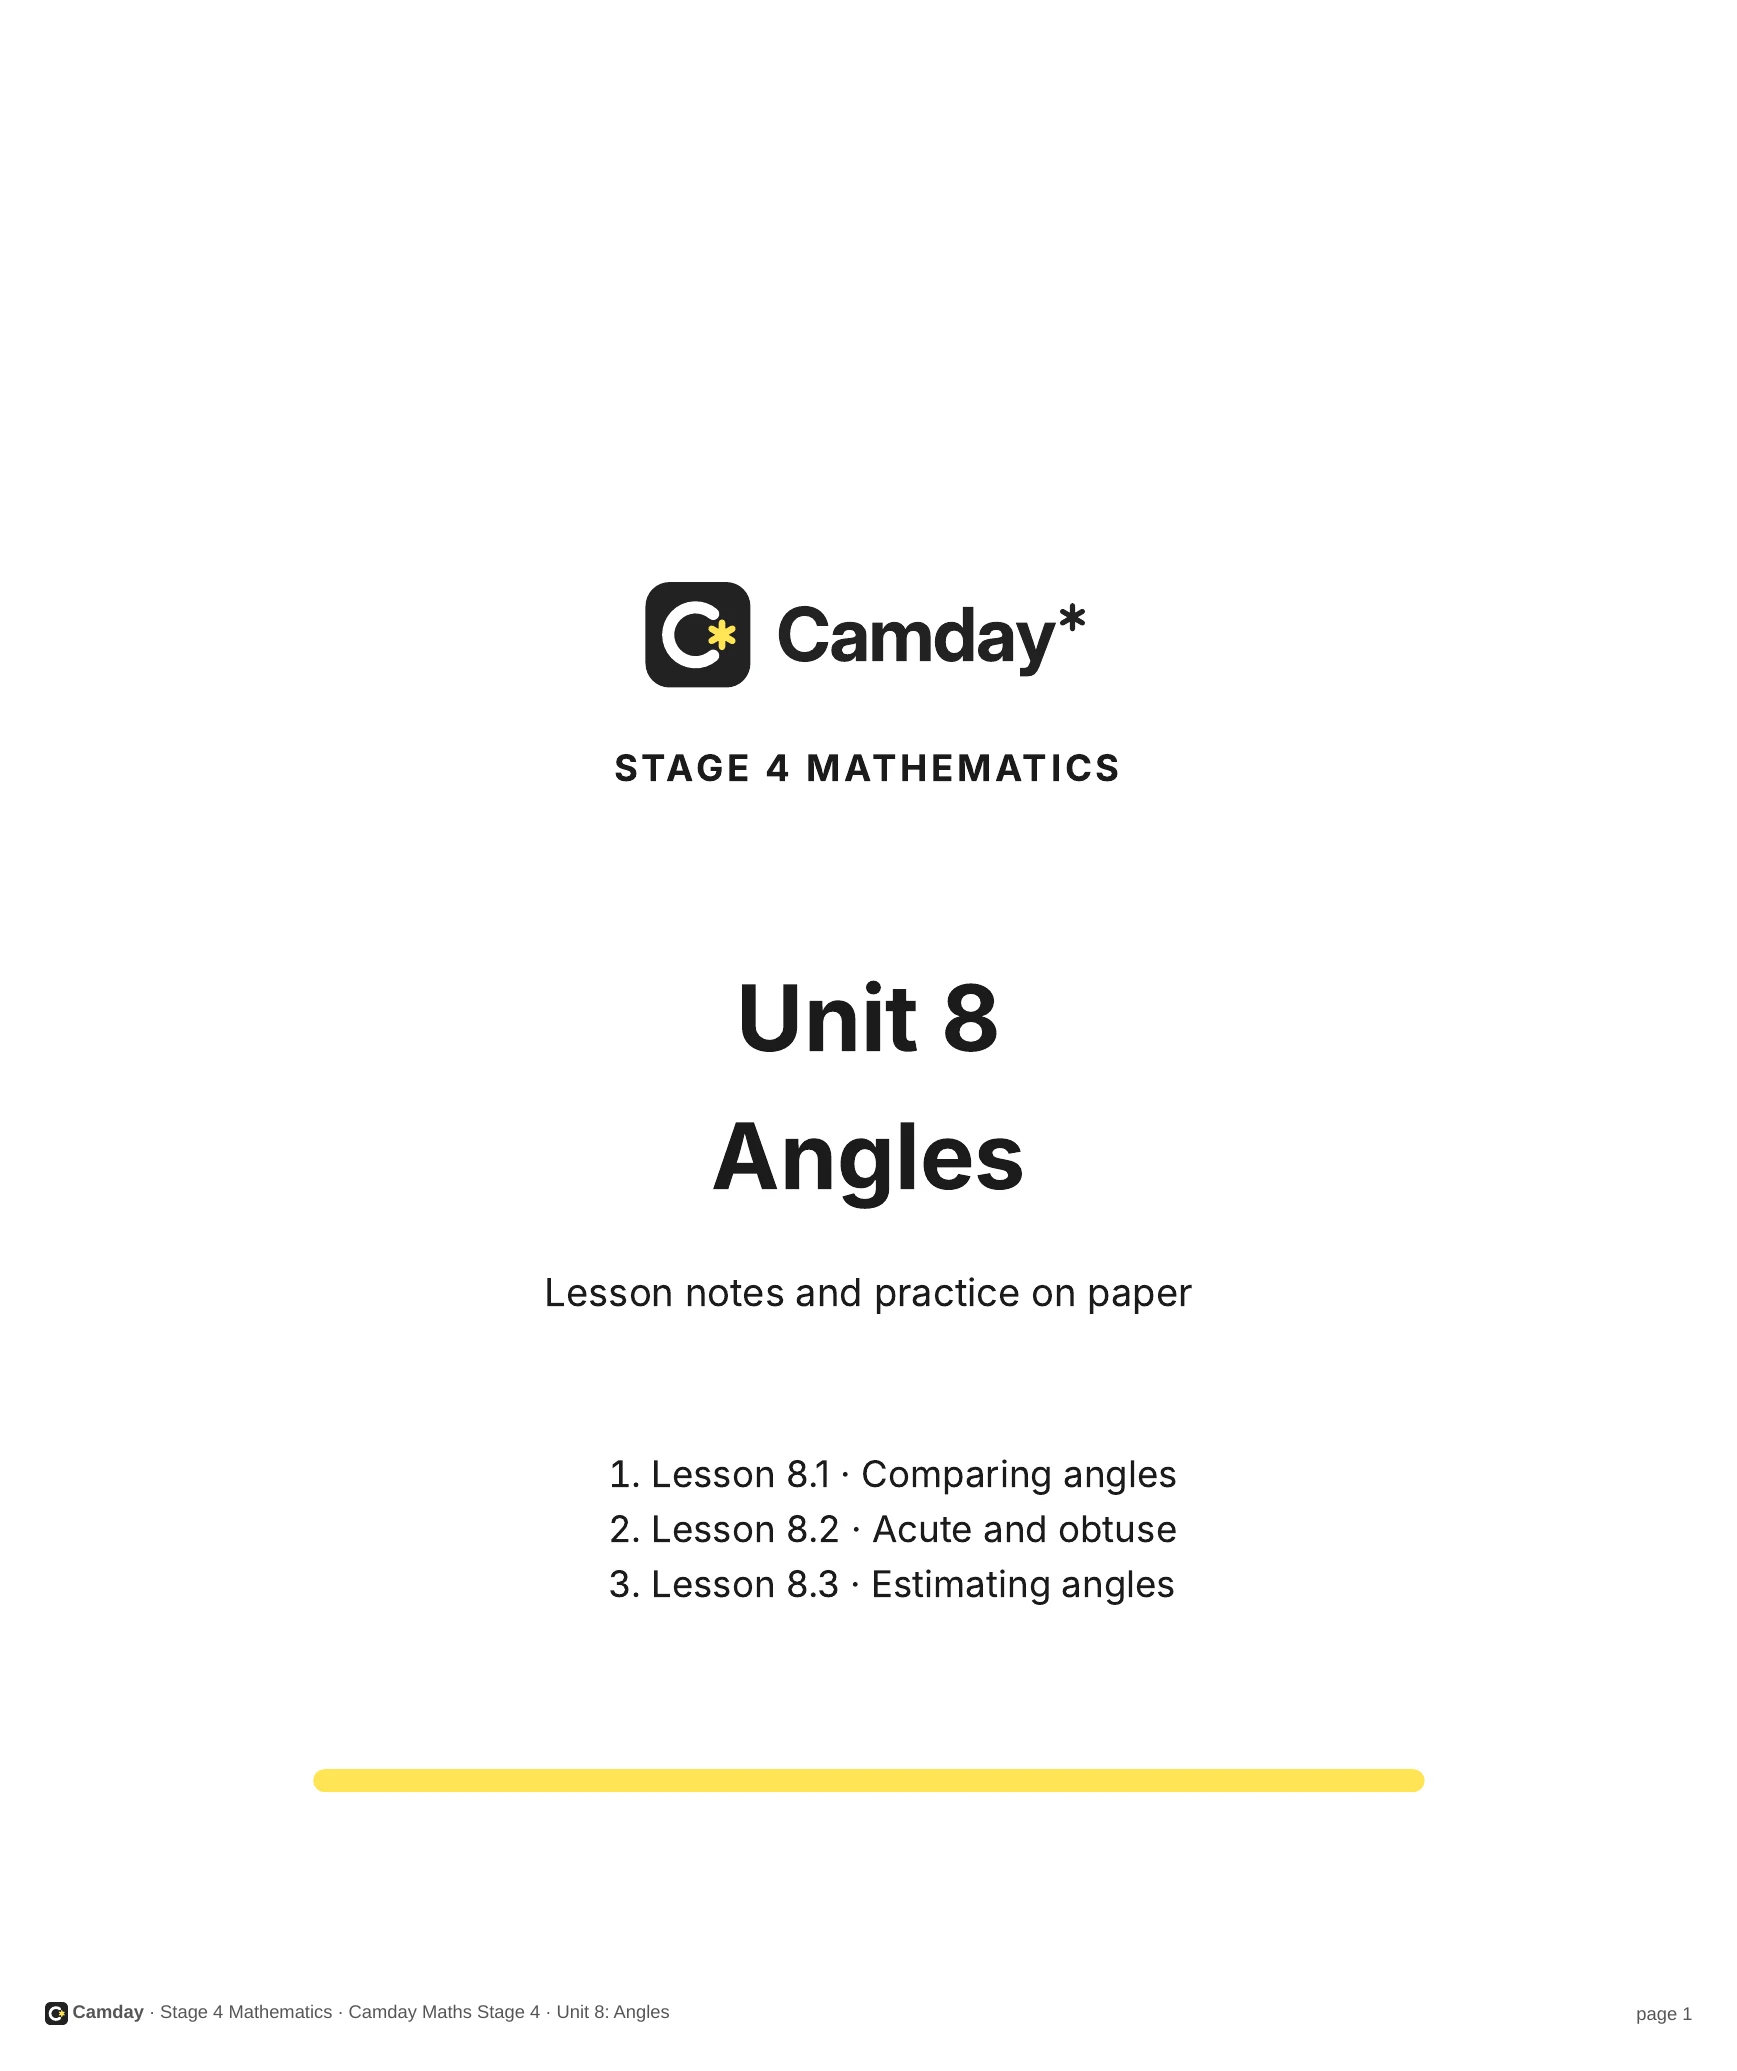 Camday*
STAGE 4 MATHEMATICS
Unit 8
Angles
Lesson notes and practice on paper
1. Lesson 8.1 · Comparing angles
2. Lesson 8.2 · Acute and obtuse
3. Lesson 8.3 · Estimating angles
Camday · Stage 4 Mathematics · Camday Maths Stage 4 · Unit 8: Angles
page 1